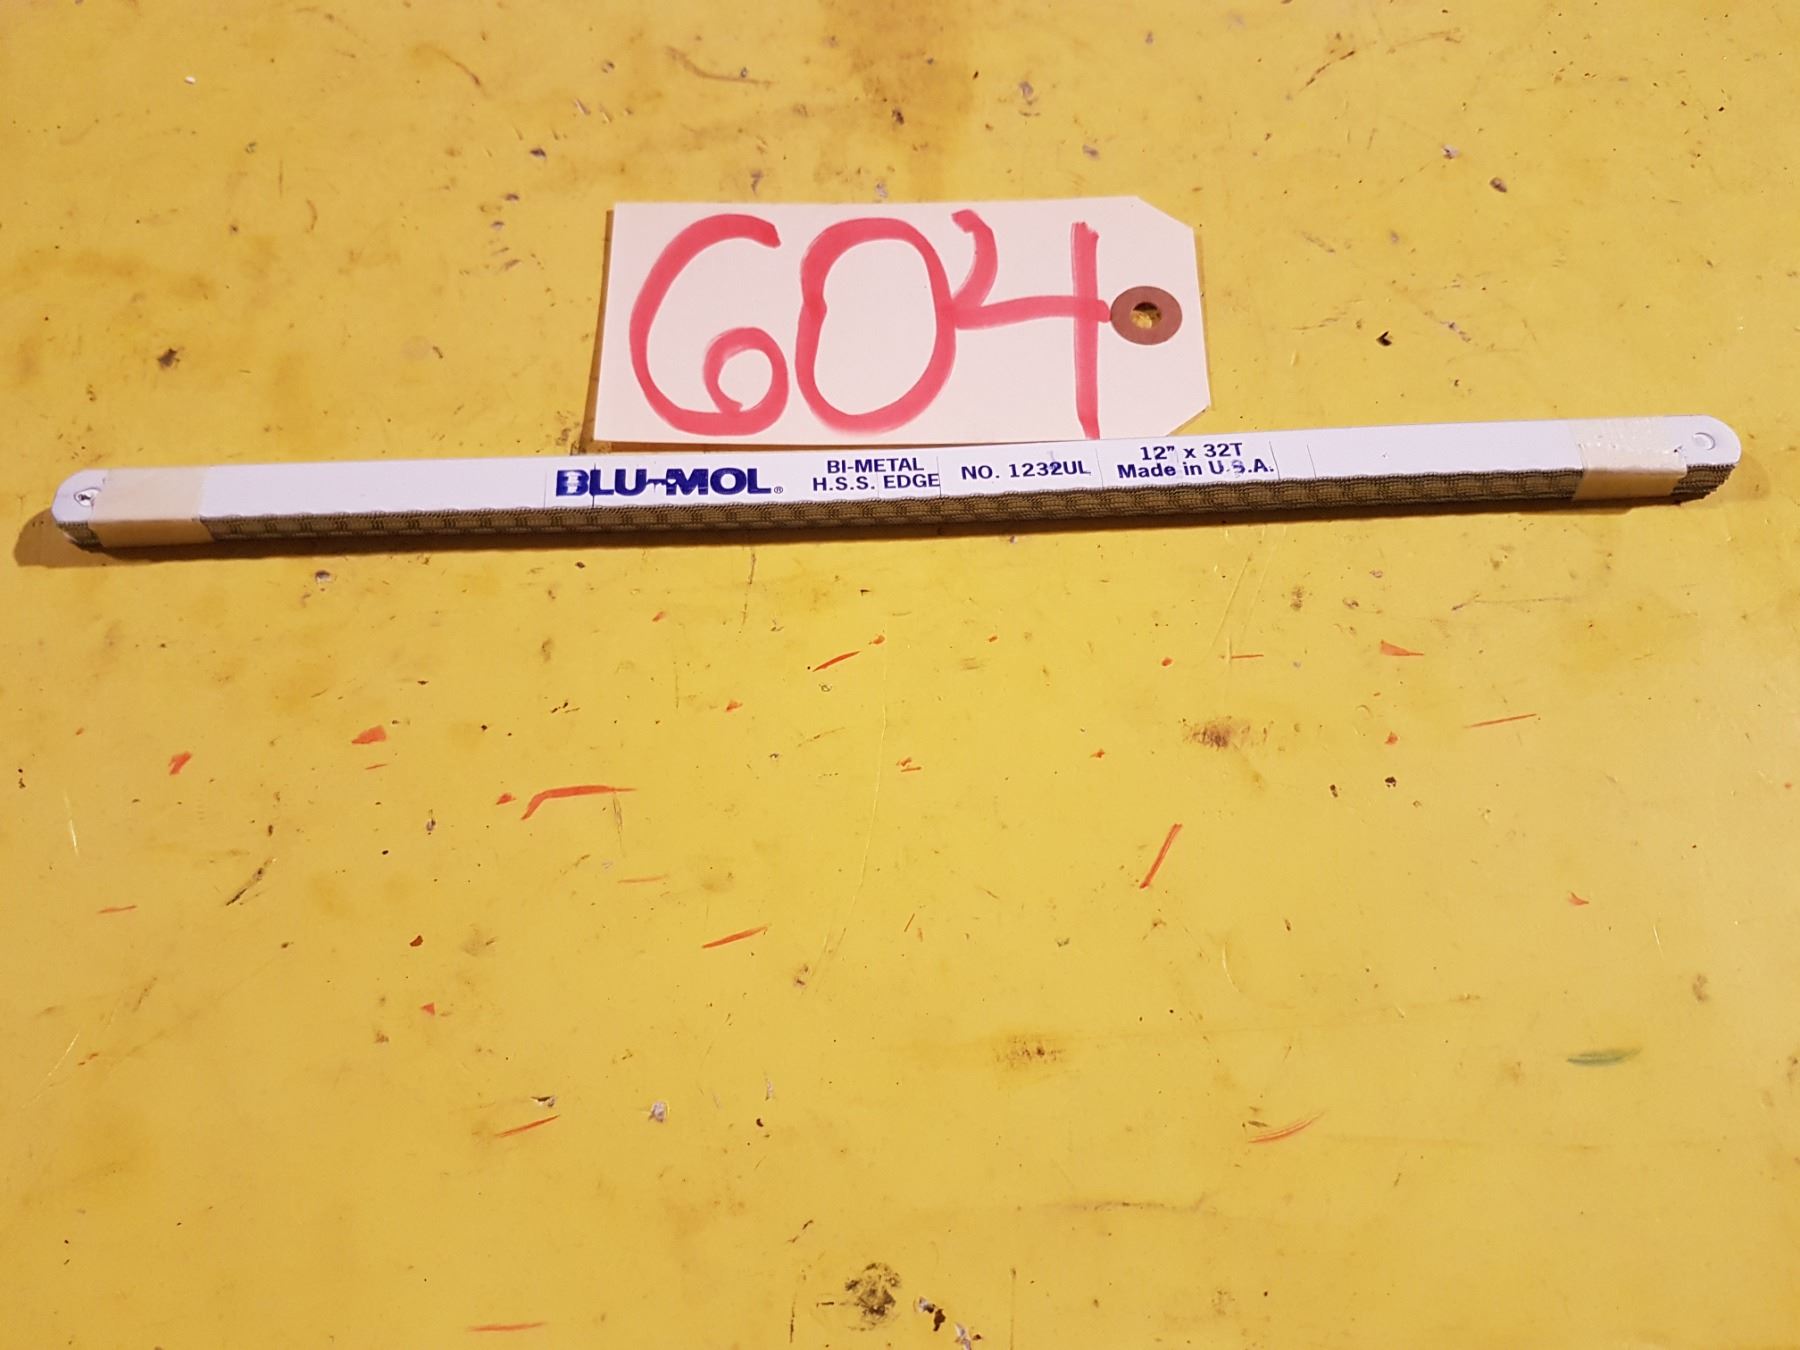 604
BLU-MOL®
BI-METAL
H.S.S. EDGE
NO. 1232UL
12" x 32T
Made in U.S.A.